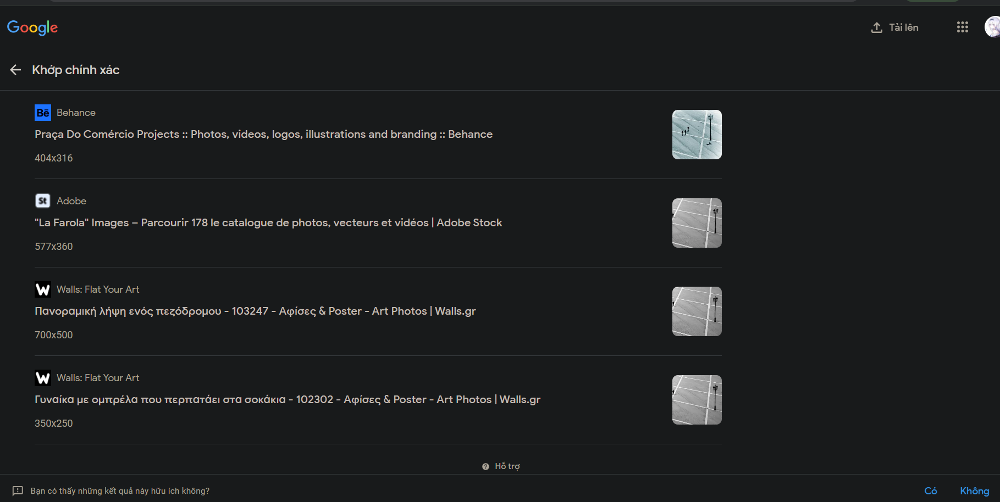 Google
Tải lên
Khớp chính xác
Bē Behance
Praça Do Comércio Projects :: Photos, videos, logos, illustrations and branding :: Behance
404x316
St Adobe
"La Farola" Images – Parcourir 178 le catalogue de photos, vecteurs et vidéos | Adobe Stock
577x360
W Walls: Flat Your Art
Πανοραμική λήψη ενός πεζόδρομου - 103247 - Αφίσες & Poster - Art Photos | Walls.gr
700x500
W Walls: Flat Your Art
Γυναίκα με ομπρέλα που περπατάει στα σοκάκια - 102302 - Αφίσες & Poster - Art Photos | Walls.gr
350x250
Hỗ trợ
Bạn có thấy những kết quả này hữu ích không?
Có
Không